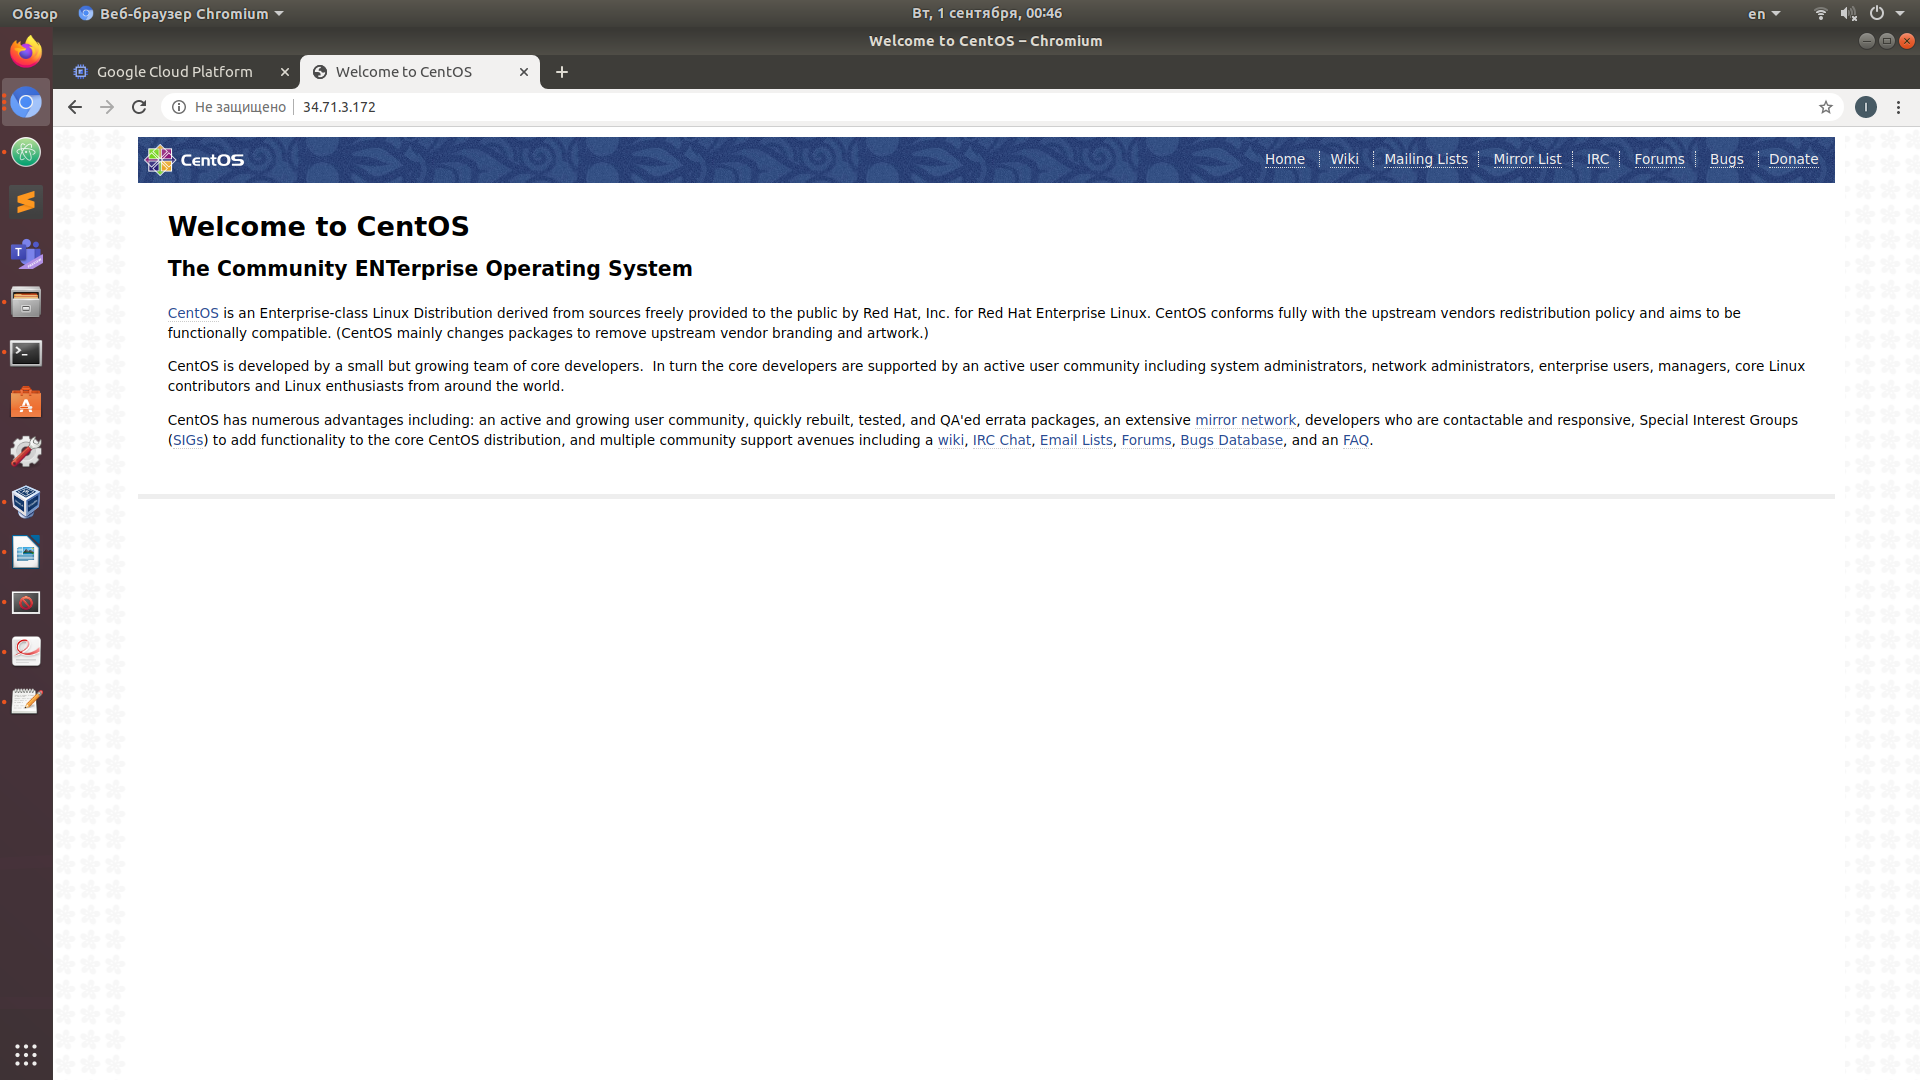 Обзор Веб-браузер Chromium Вт, 1 сентября, 00:46 en
Welcome to CentOS – Chromium
Google Cloud Platform Welcome to CentOS
Не защищено 34.71.3.172 I
CentOS Home Wiki Mailing Lists Mirror List IRC Forums Bugs Donate
Welcome to CentOS
The Community ENTerprise Operating System
CentOS is an Enterprise-class Linux Distribution derived from sources freely provided to the public by Red Hat, Inc. for Red Hat Enterprise Linux. CentOS conforms fully with the upstream vendors redistribution policy and aims to be
functionally compatible. (CentOS mainly changes packages to remove upstream vendor branding and artwork.)
CentOS is developed by a small but growing team of core developers.  In turn the core developers are supported by an active user community including system administrators, network administrators, enterprise users, managers, core Linux
contributors and Linux enthusiasts from around the world.
CentOS has numerous advantages including: an active and growing user community, quickly rebuilt, tested, and QA'ed errata packages, an extensive mirror network, developers who are contactable and responsive, Special Interest Groups
(SIGs) to add functionality to the core CentOS distribution, and multiple community support avenues including a wiki, IRC Chat, Email Lists, Forums, Bugs Database, and an FAQ.